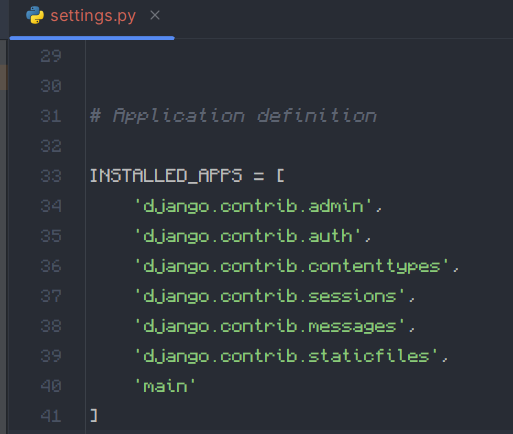 settings.py
29
30
31 # Application definition
32
33 INSTALLED_APPS = [
34     'django.contrib.admin',
35     'django.contrib.auth',
36     'django.contrib.contenttypes',
37     'django.contrib.sessions',
38     'django.contrib.messages',
39     'django.contrib.staticfiles',
40     'main'
41 ]